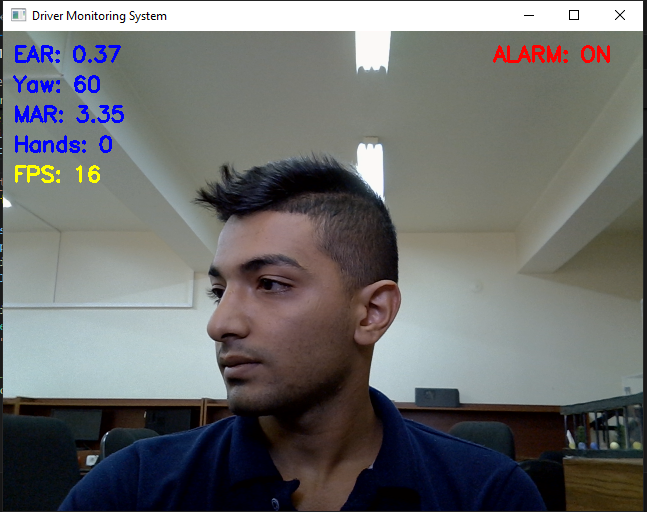 Driver Monitoring System
EAR: 0.37
ALARM: ON
Yaw: 60
MAR: 3.35
Hands: 0
FPS: 16